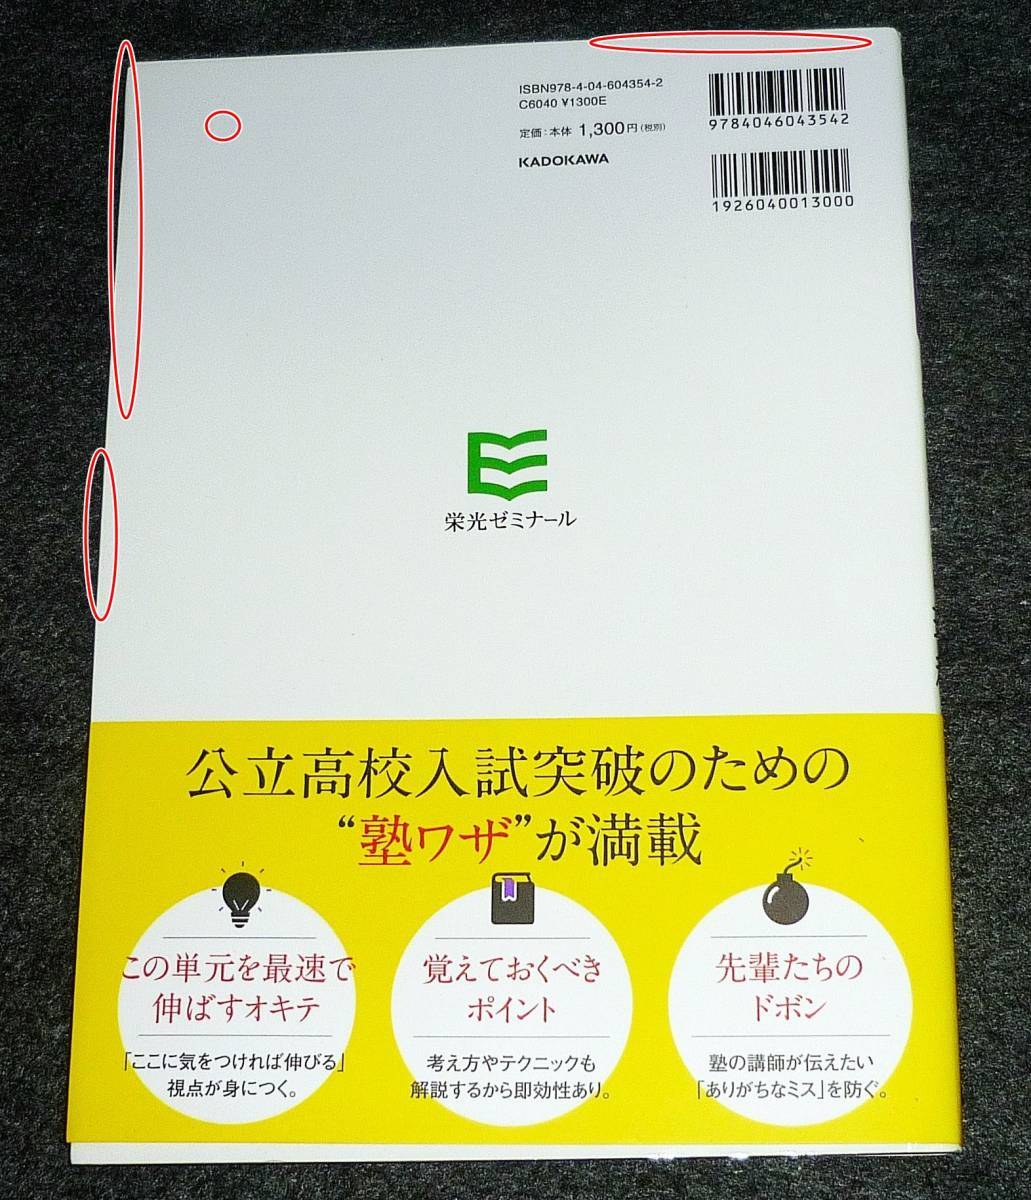 ISBN978-4-04-604354-2
C6040 ¥1300E
定価:本体 1,300円(税別)
KADOKAWA
9784046043542
1926040013000
栄光ゼミナール
公立高校入試突破のための
“塾ワザ”が満載
この単元を最速で
伸ばすオキテ
「ここに気をつければ伸びる」
視点が身につく。
覚えておくべき
ポイント
考え方やテクニックも
解説するから即効性あり。
先輩たちの
ドボン
塾の講師が伝えたい
「ありがちなミス」を防ぐ。